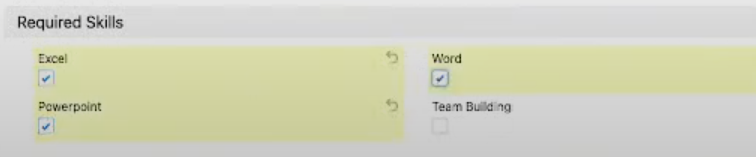 Required Skills
Excel
Word
Powerpoint
Team Building